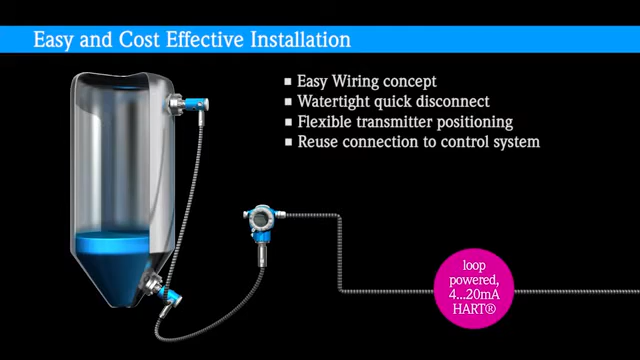 Easy and Cost Effective Installation
Easy Wiring concept
Watertight quick disconnect
Flexible transmitter positioning
Reuse connection to control system
loop
powered,
4...20mA
HART®